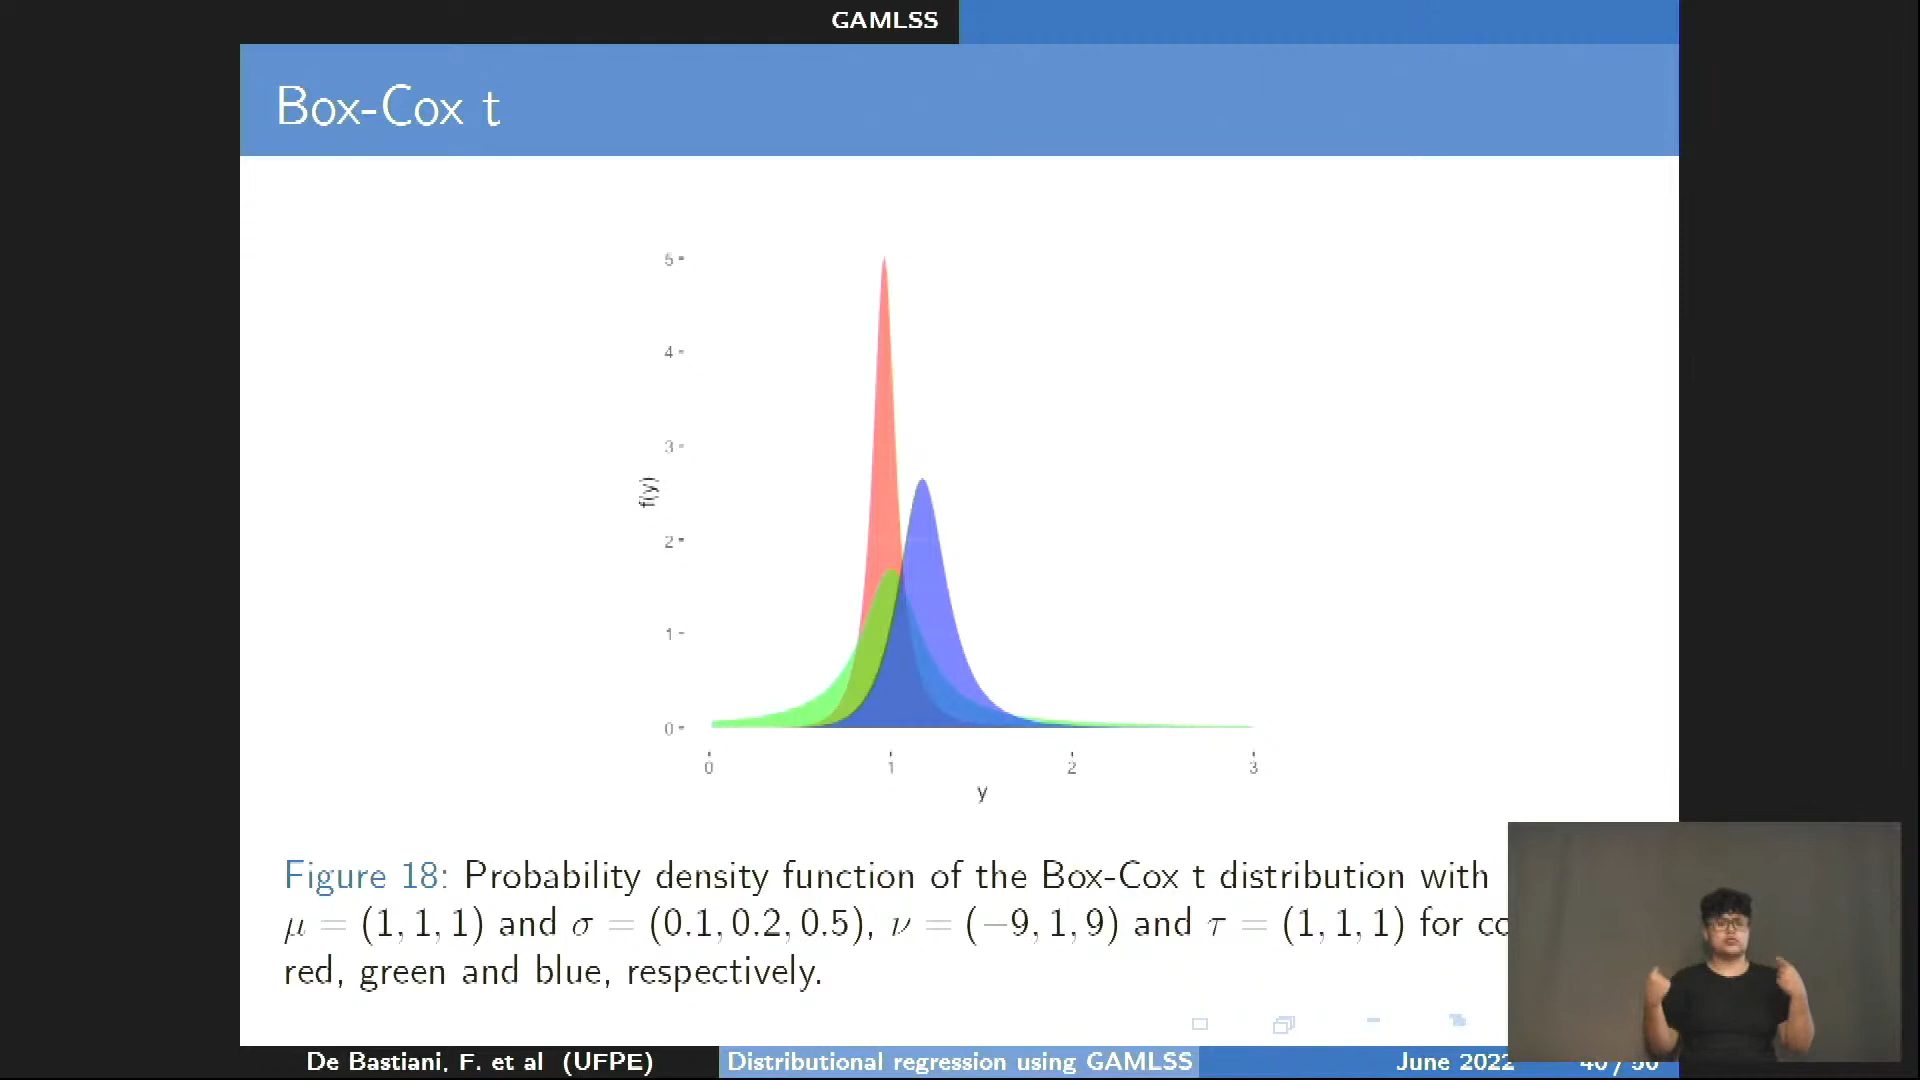 GAMLSS
Box-Cox t
5
4
3
2
1
0
f(y)
0 1 2 3
y
Figure 18: Probability density function of the Box-Cox t distribution with
μ = (1, 1, 1) and σ = (0.1, 0.2, 0.5), ν = (−9, 1, 9) and τ = (1, 1, 1) for
red, green and blue, respectively.
De Bastiani, F. et al (UFPE) Distributional regression using GAMLSS June 2022